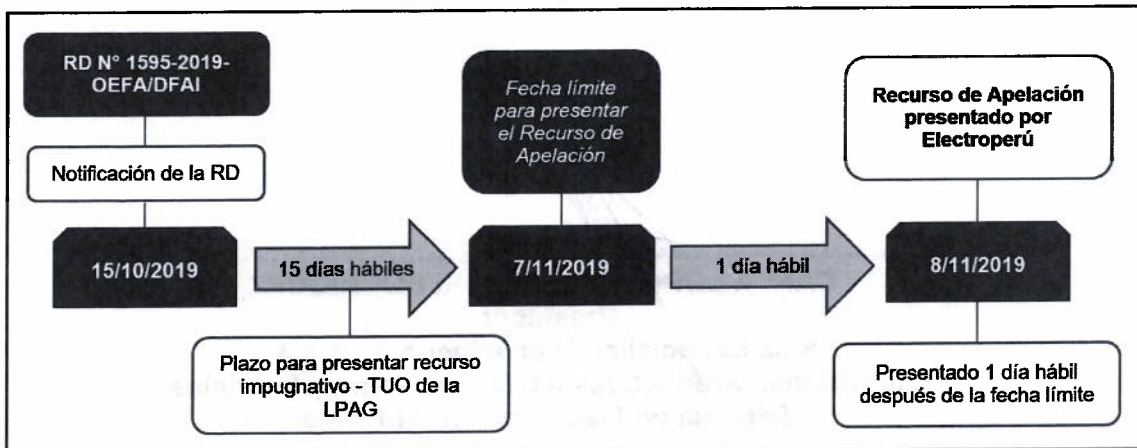 RD N° 1595-2019-
OEFA/DFAI
Notificación de la RD
15/10/2019
15 días hábiles
Plazo para presentar recurso
impugnativo - TUO de la
LPAG
Fecha límite
para presentar
el Recurso de
Apelación
7/11/2019
1 día hábil
Recurso de Apelación
presentado por
Electroperú
8/11/2019
Presentado 1 día hábil
después de la fecha límite